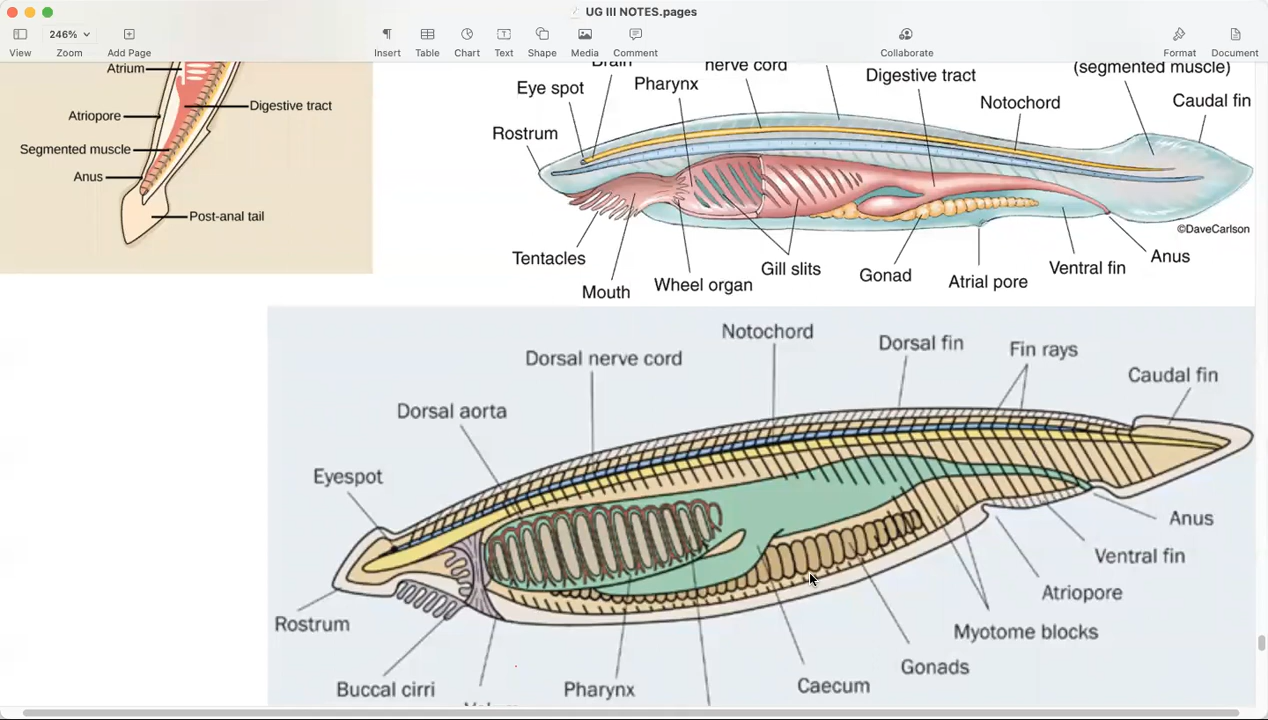 UG III NOTES.pages
246%
View
Zoom
Add Page
Insert
Table
Chart
Text
Shape
Media
Comment
Collaborate
Format
Document
Atrium
Atriopore
Segmented muscle
Anus
Digestive tract
Post-anal tail
Brain
nerve cord
(segmented muscle)
Eye spot
Pharynx
Digestive tract
Notochord
Caudal fin
Rostrum
©DaveCarlson
Tentacles
Mouth
Wheel organ
Gill slits
Gonad
Atrial pore
Ventral fin
Anus
Notochord
Dorsal nerve cord
Dorsal fin
Fin rays
Caudal fin
Dorsal aorta
Eyespot
Anus
Ventral fin
Atriopore
Rostrum
Myotome blocks
Gonads
Buccal cirri
Pharynx
Caecum